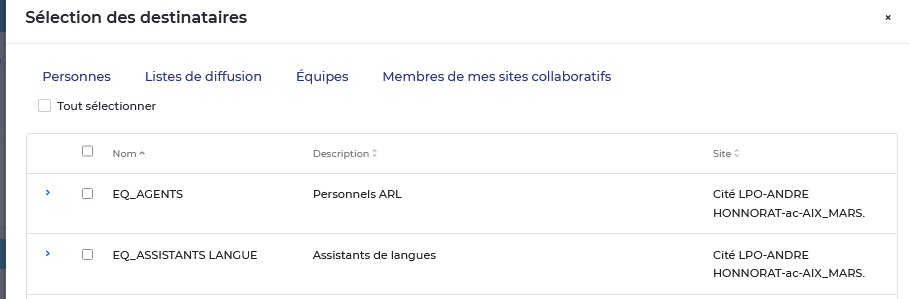 Sélection des destinataires
×
Personnes Listes de diffusion Équipes Membres de mes sites collaboratifs
Tout sélectionner
Nom Description Site
EQ_AGENTS Personnels ARL Cité LPO-ANDRE
HONNORAT-ac-AIX_MARS.
EQ_ASSISTANTS LANGUE Assistants de langues Cité LPO-ANDRE
HONNORAT-ac-AIX_MARS.